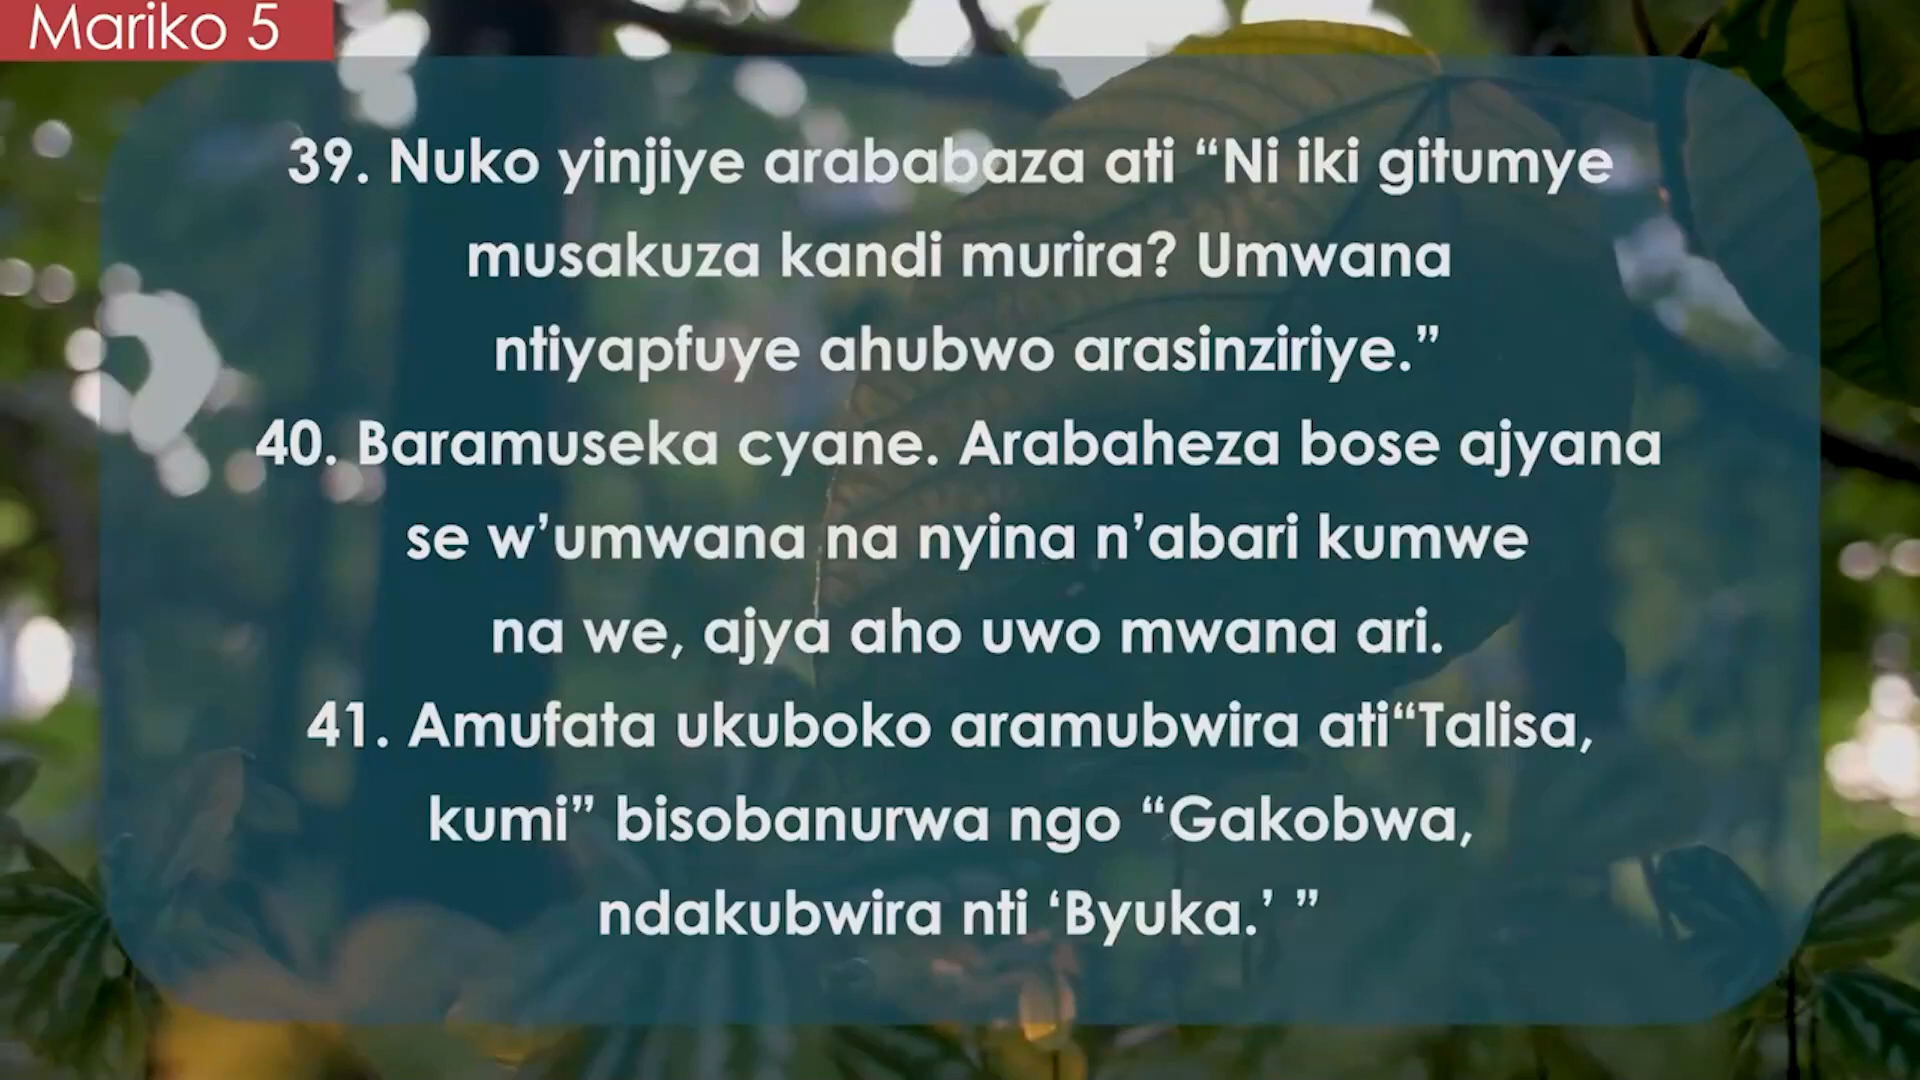 Mariko 5
39. Nuko yinjiye arababaza ati “Ni iki gitumye
musakuza kandi murira? Umwana
ntiyapfuye ahubwo arasinziriye.”
40. Baramuseka cyane. Arabaheza bose ajyana
se w’umwana na nyina n’abari kumwe
na we, ajya aho uwo mwana ari.
41. Amufata ukuboko aramubwira ati“Talisa,
kumi” bisobanurwa ngo “Gakobwa,
ndakubwira nti ‘Byuka.’ ”